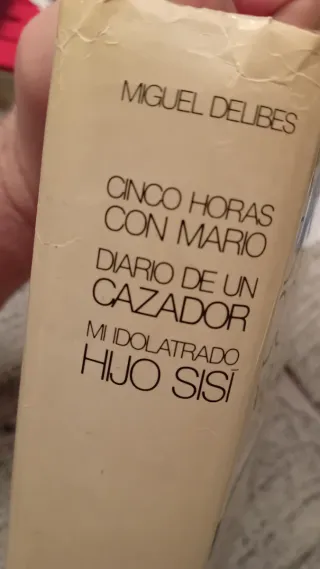 MIGUEL DELIBES
CINCO HORAS
CON MARIO
DIARIO DE UN
CAZADOR
MI IDOLATRADO
HIJO SISÍ